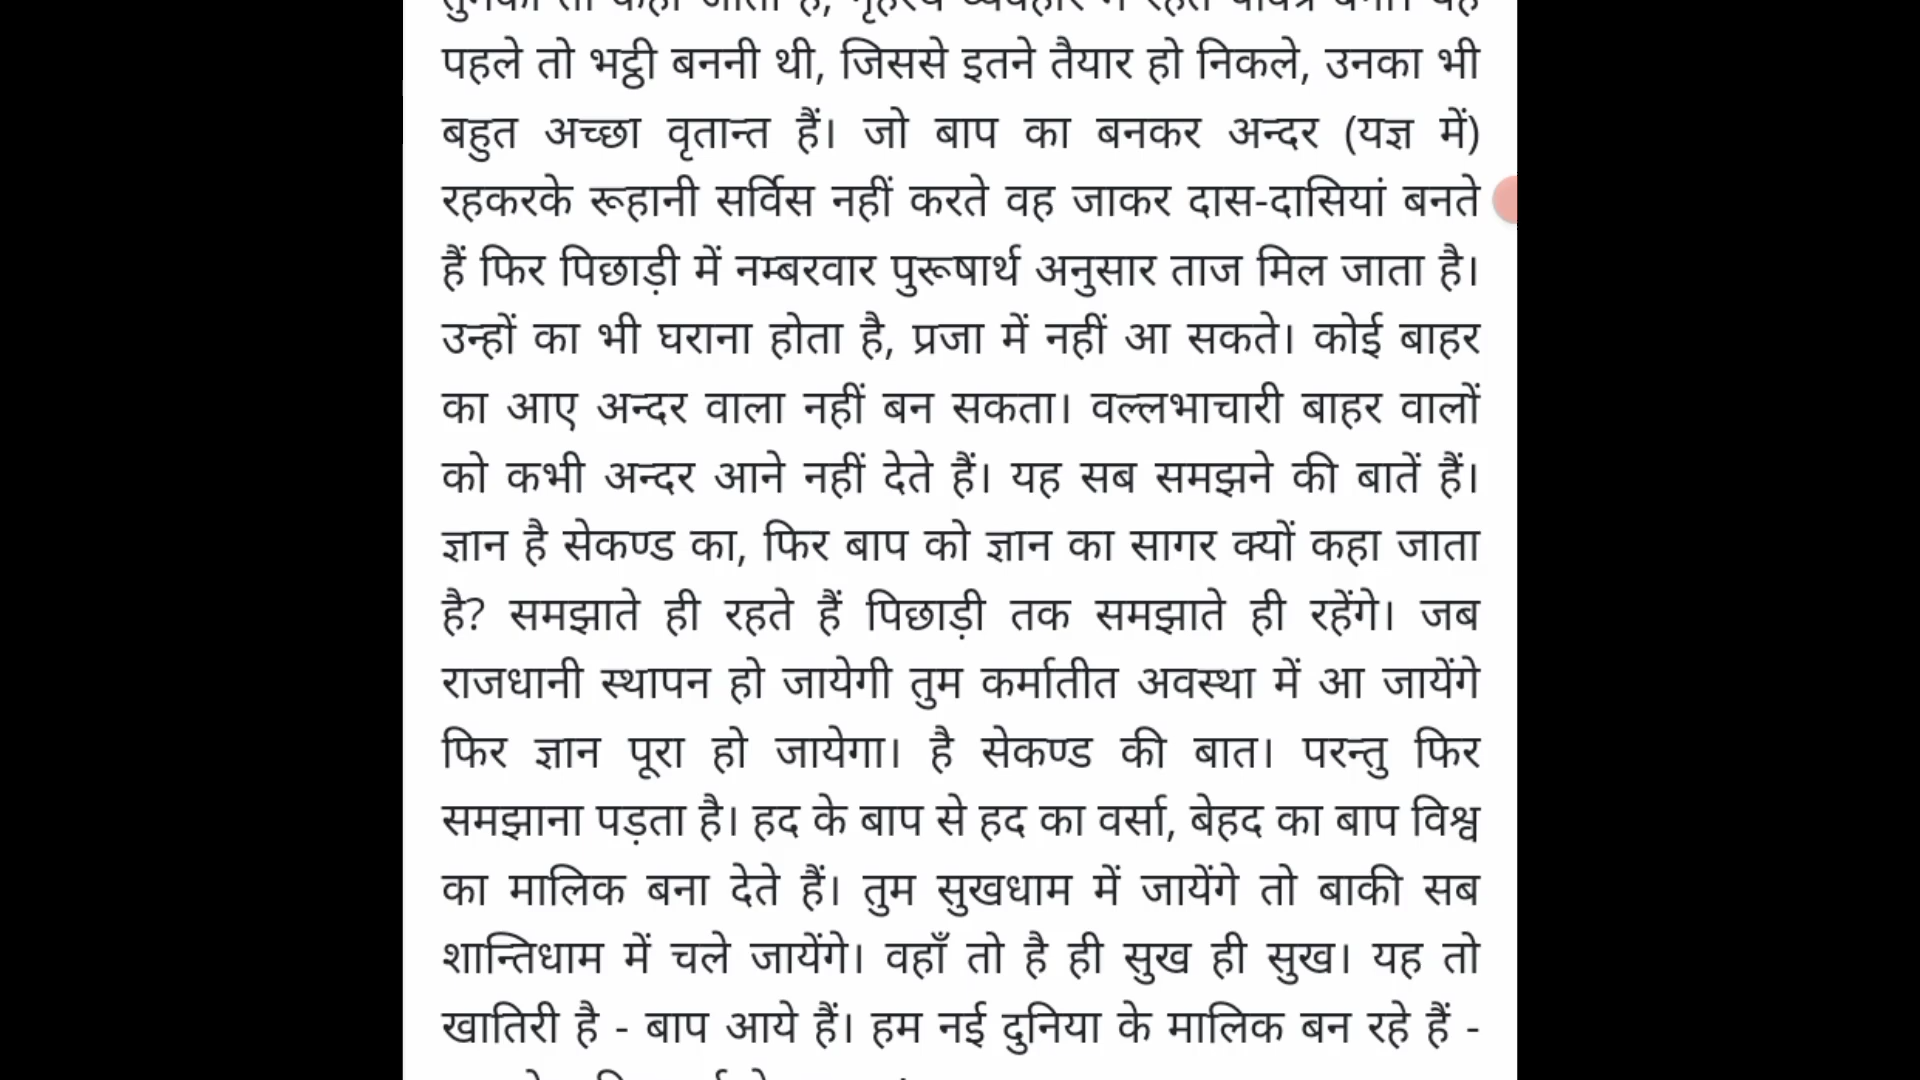 पहले तो भट्ठी बननी थी, जिससे इतने तैयार हो निकले, उनका भी
बहुत अच्छा वृतान्त हैं। जो बाप का बनकर अन्दर (यज्ञ में)
रहकरके रूहानी सर्विस नहीं करते वह जाकर दास-दासियां बनते
हैं फिर पिछाड़ी में नम्बरवार पुरूषार्थ अनुसार ताज मिल जाता है।
उन्हों का भी घराना होता है, प्रजा में नहीं आ सकते। कोई बाहर
का आए अन्दर वाला नहीं बन सकता। वल्लभाचारी बाहर वालों
को कभी अन्दर आने नहीं देते हैं। यह सब समझने की बातें हैं।
ज्ञान है सेकण्ड का, फिर बाप को ज्ञान का सागर क्यों कहा जाता
है? समझाते ही रहते हैं पिछाड़ी तक समझाते ही रहेंगे। जब
राजधानी स्थापन हो जायेगी तुम कर्मातीत अवस्था में आ जायेंगे
फिर ज्ञान पूरा हो जायेगा। है सेकण्ड की बात। परन्तु फिर
समझाना पड़ता है। हद के बाप से हद का वर्सा, बेहद का बाप विश्व
का मालिक बना देते हैं। तुम सुखधाम में जायेंगे तो बाकी सब
शान्तिधाम में चले जायेंगे। वहाँ तो है ही सुख ही सुख। यह तो
खातिरी है - बाप आये हैं। हम नई दुनिया के मालिक बन रहे हैं -